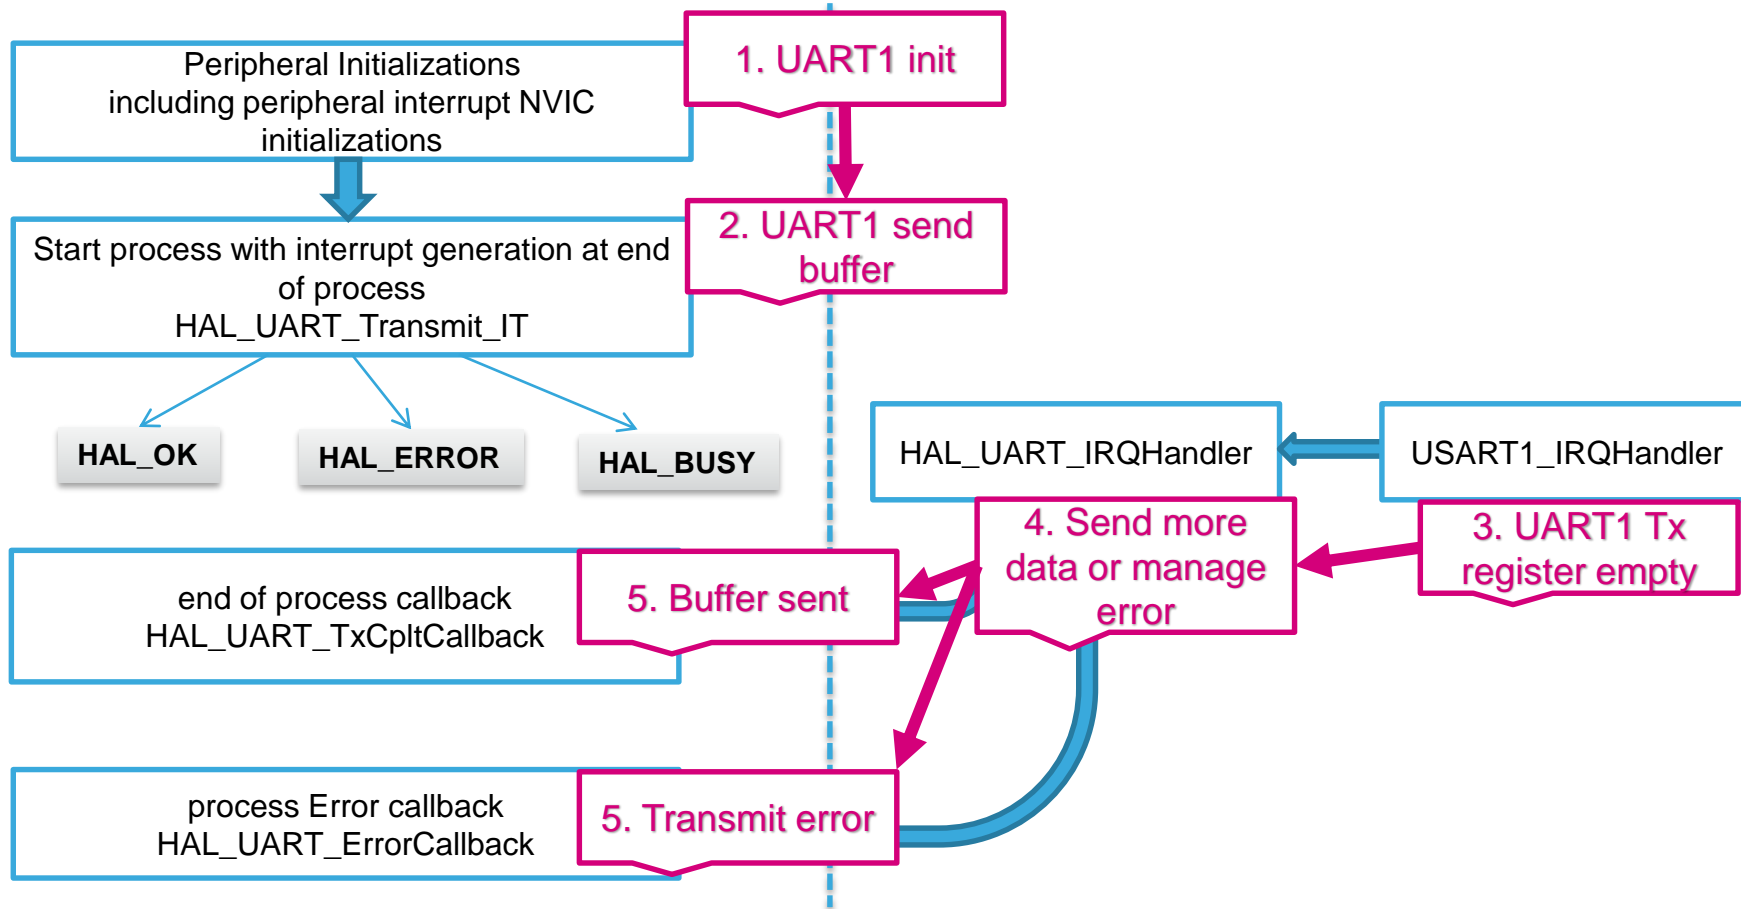 Peripheral Initializations
including peripheral interrupt NVIC
initializations
1. UART1 init
Start process with interrupt generation at end
of process
HAL_UART_Transmit_IT
2. UART1 send
buffer
HAL_OK
HAL_ERROR
HAL_BUSY
HAL_UART_IRQHandler
USART1_IRQHandler
3. UART1 Tx
register empty
4. Send more
data or manage
error
end of process callback
HAL_UART_TxCpltCallback
5. Buffer sent
process Error callback
HAL_UART_ErrorCallback
5. Transmit error